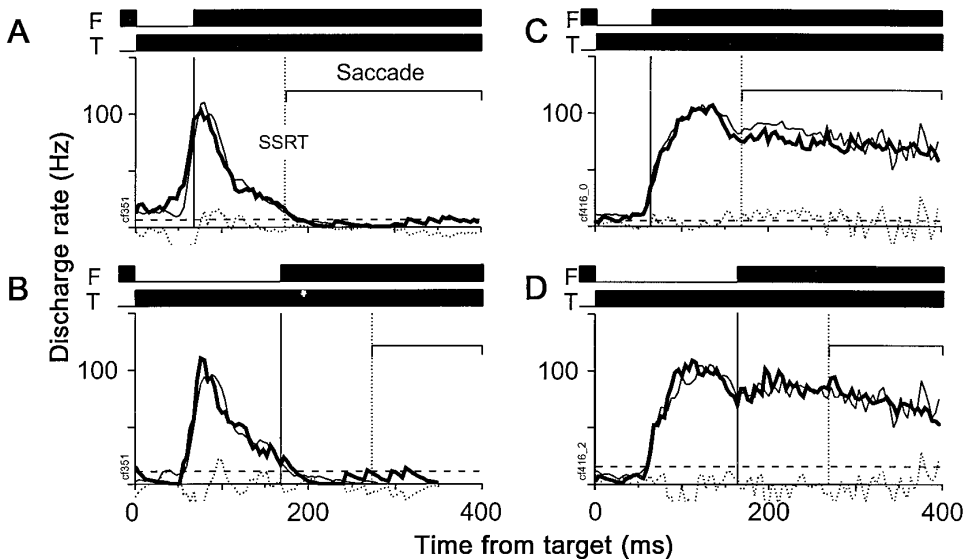 A
F
T
Saccade
100
SSRT
cf351
C
F
T
100
cf416_0
B
F
T
100
cf351
0
200
400
D
F
T
100
cf416_2
0
200
400
Discharge rate (Hz)
Time from target (ms)